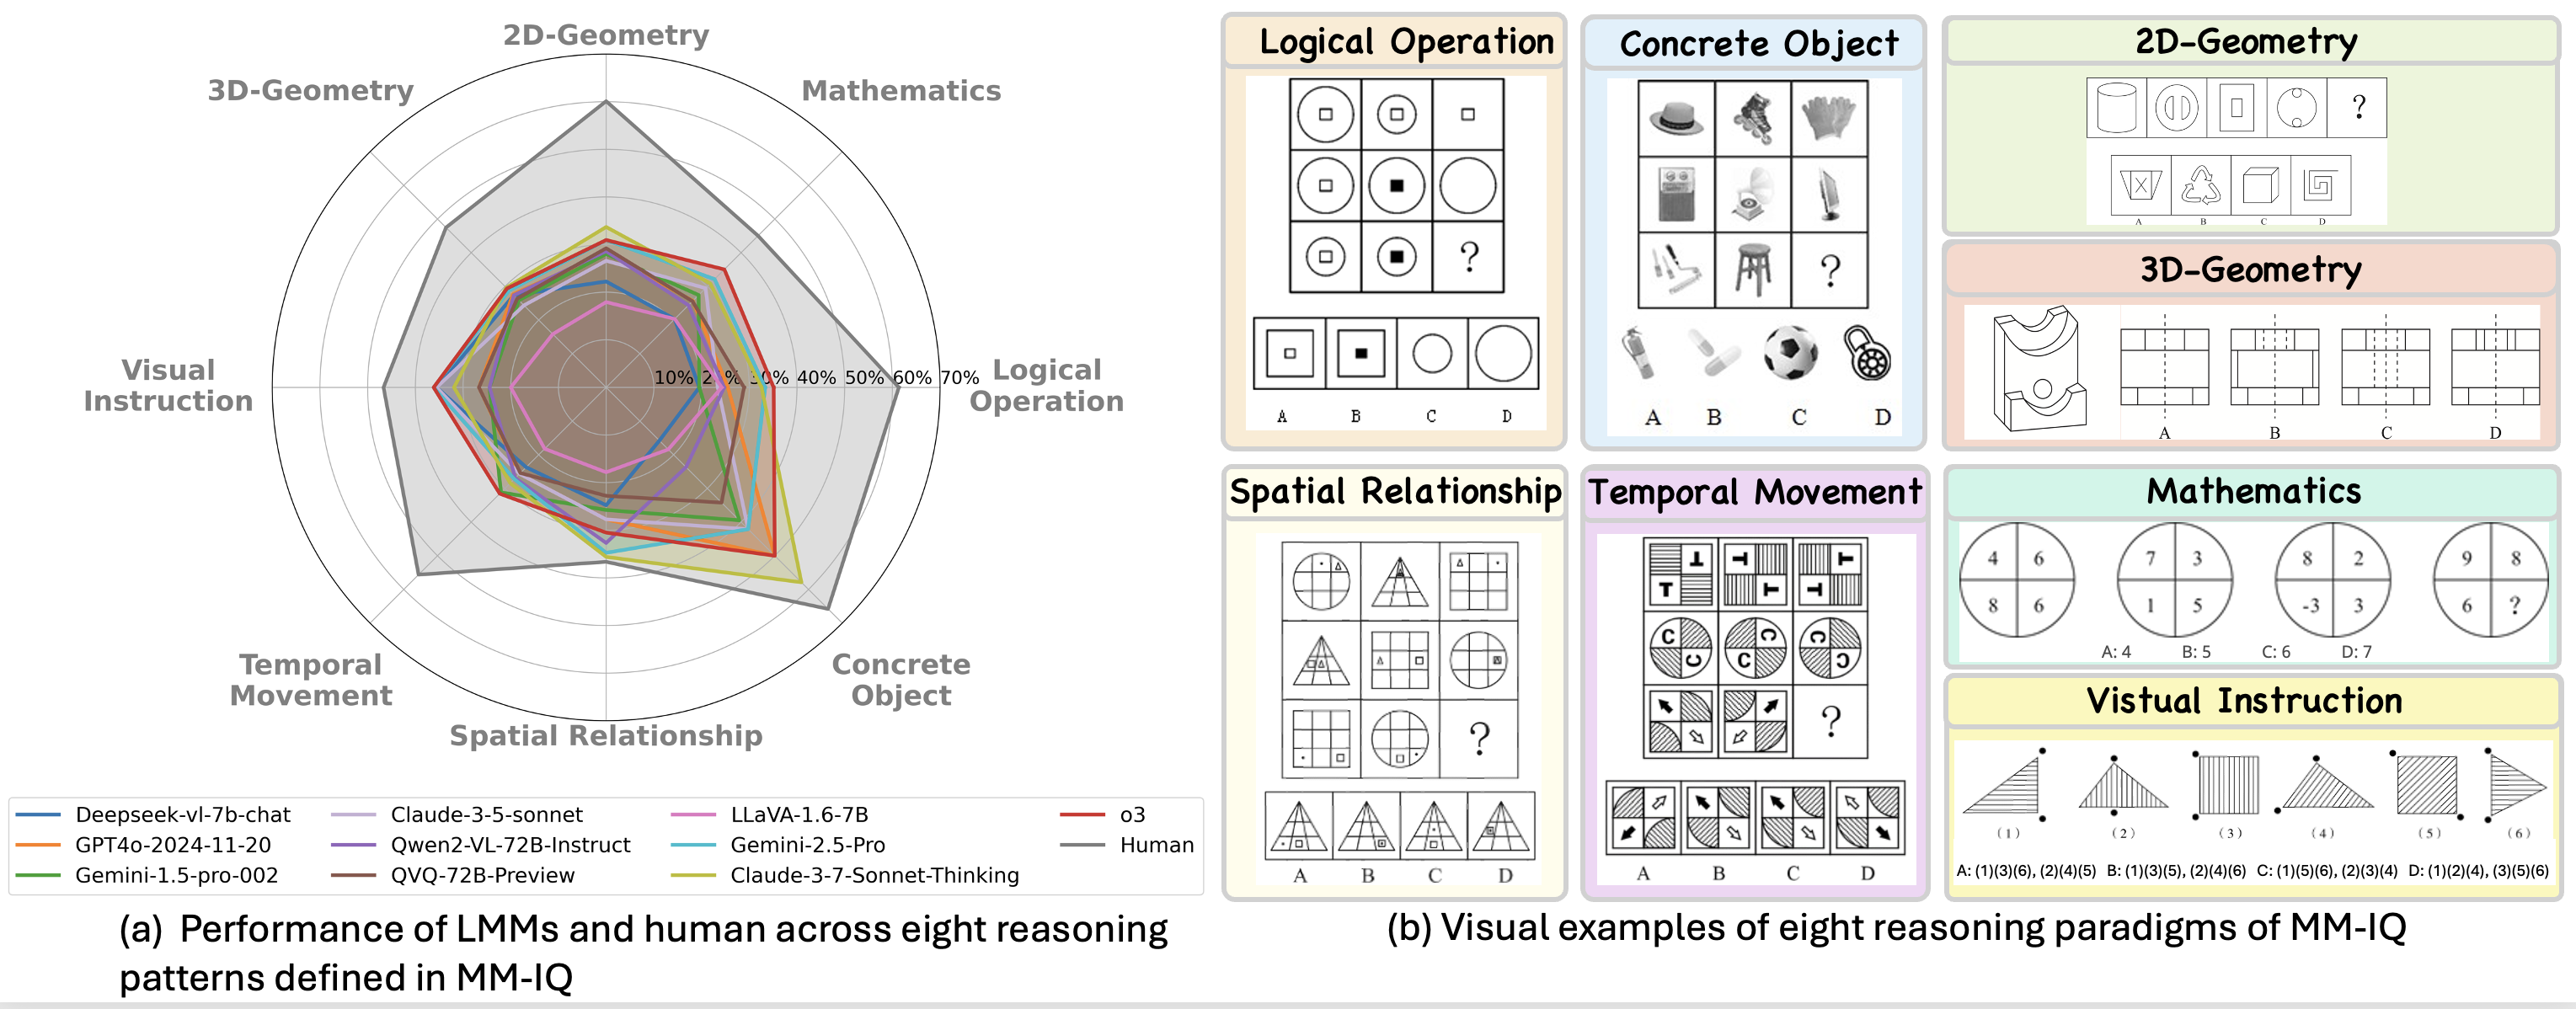 2D-Geometry
3D-Geometry
Mathematics
Visual
Instruction
10% 20% 30% 40% 50% 60% 70%
Logical
Operation
Temporal
Movement
Concrete
Object
Spatial Relationship
Deepseek-vl-7b-chat
GPT4o-2024-11-20
Gemini-1.5-pro-002
Claude-3-5-sonnet
Qwen2-VL-72B-Instruct
QVQ-72B-Preview
LLaVA-1.6-7B
Gemini-2.5-Pro
Claude-3-7-Sonnet-Thinking
o3
Human
(a) Performance of LMMs and human across eight reasoning
patterns defined in MM-IQ
Logical Operation
?
A B C D
Concrete Object
?
A B C D
2D-Geometry
?
A B C D
3D-Geometry
A B C D
Spatial Relationship
?
A B C D
Temporal Movement
T T T T T T
C C C C C C
?
A B C D
Mathematics
4 6 7 3 8 2 9 8
8 6 1 5 -3 3 6 ?
A: 4 B: 5 C: 6 D: 7
Vistual Instruction
(1) (2) (3) (4) (5) (6)
A: (1)(3)(6), (2)(4)(5) B: (1)(3)(5), (2)(4)(6) C: (1)(5)(6), (2)(3)(4) D: (1)(2)(4), (3)(5)(6)
(b) Visual examples of eight reasoning paradigms of MM-IQ